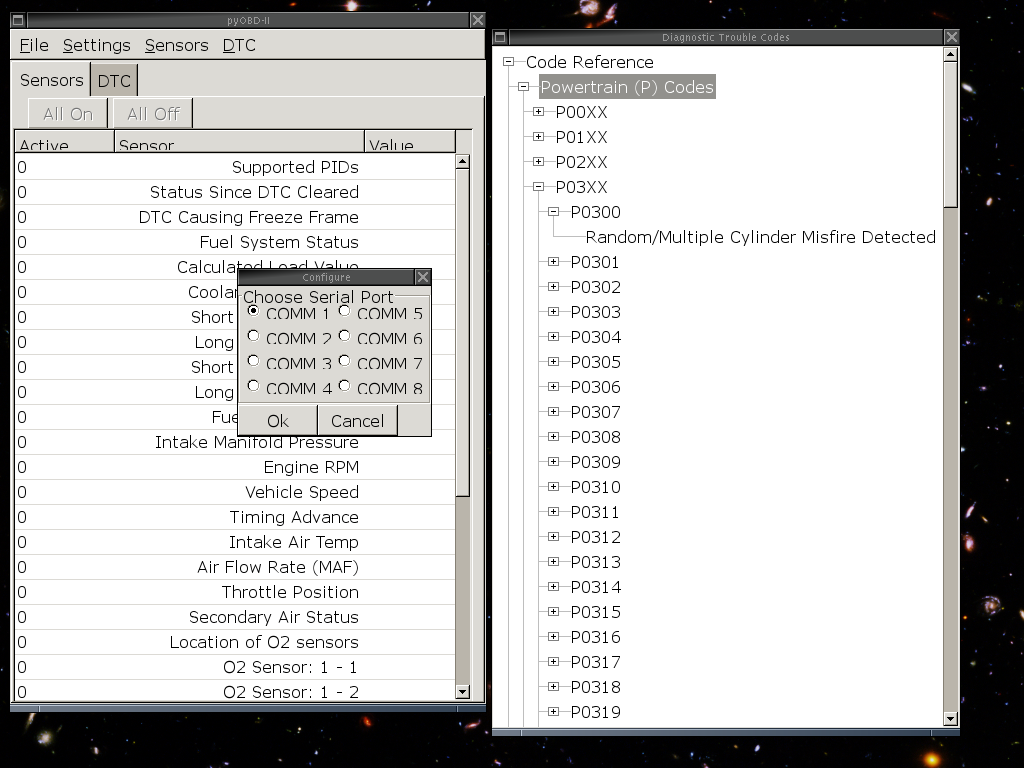 pyOBD-II
File Settings Sensors DTC
Sensors DTC
All On All Off
Active Sensor Value
0 Supported PIDs
0 Status Since DTC Cleared
0 DTC Causing Freeze Frame
0 Fuel System Status
0 Calculated Load Value
0 Coola
0 Short
0 Long
0 Short
0 Long
0 Fue
0 Intake Manifold Pressure
0 Engine RPM
0 Vehicle Speed
0 Timing Advance
0 Intake Air Temp
0 Air Flow Rate (MAF)
0 Throttle Position
0 Secondary Air Status
0 Location of O2 sensors
0 O2 Sensor: 1 - 1
0 O2 Sensor: 1 - 2
Configure
Choose Serial Port
COMM 1 COMM 5
COMM 2 COMM 6
COMM 3 COMM 7
COMM 4 COMM 8
Ok Cancel
Diagnostic Trouble Codes
Code Reference
Powertrain (P) Codes
P00XX
P01XX
P02XX
P03XX
P0300
Random/Multiple Cylinder Misfire Detected
P0301
P0302
P0303
P0304
P0305
P0306
P0307
P0308
P0309
P0310
P0311
P0312
P0313
P0314
P0315
P0316
P0317
P0318
P0319